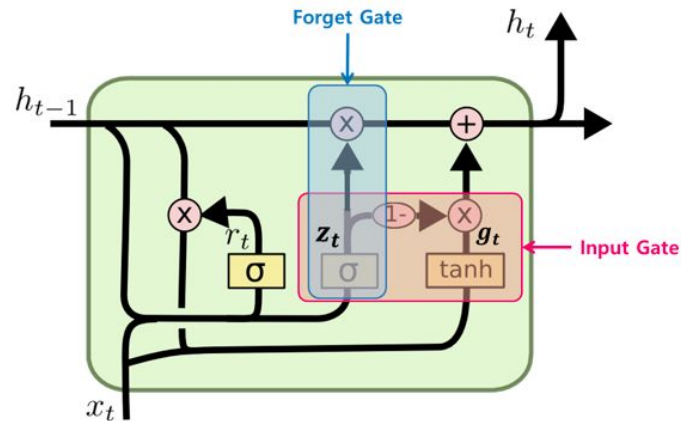 Forget Gate
h_t
h_{t-1}
x
+
x
1-
x
r_t
z_t
g_t
Input Gate
σ
σ
tanh
x_t